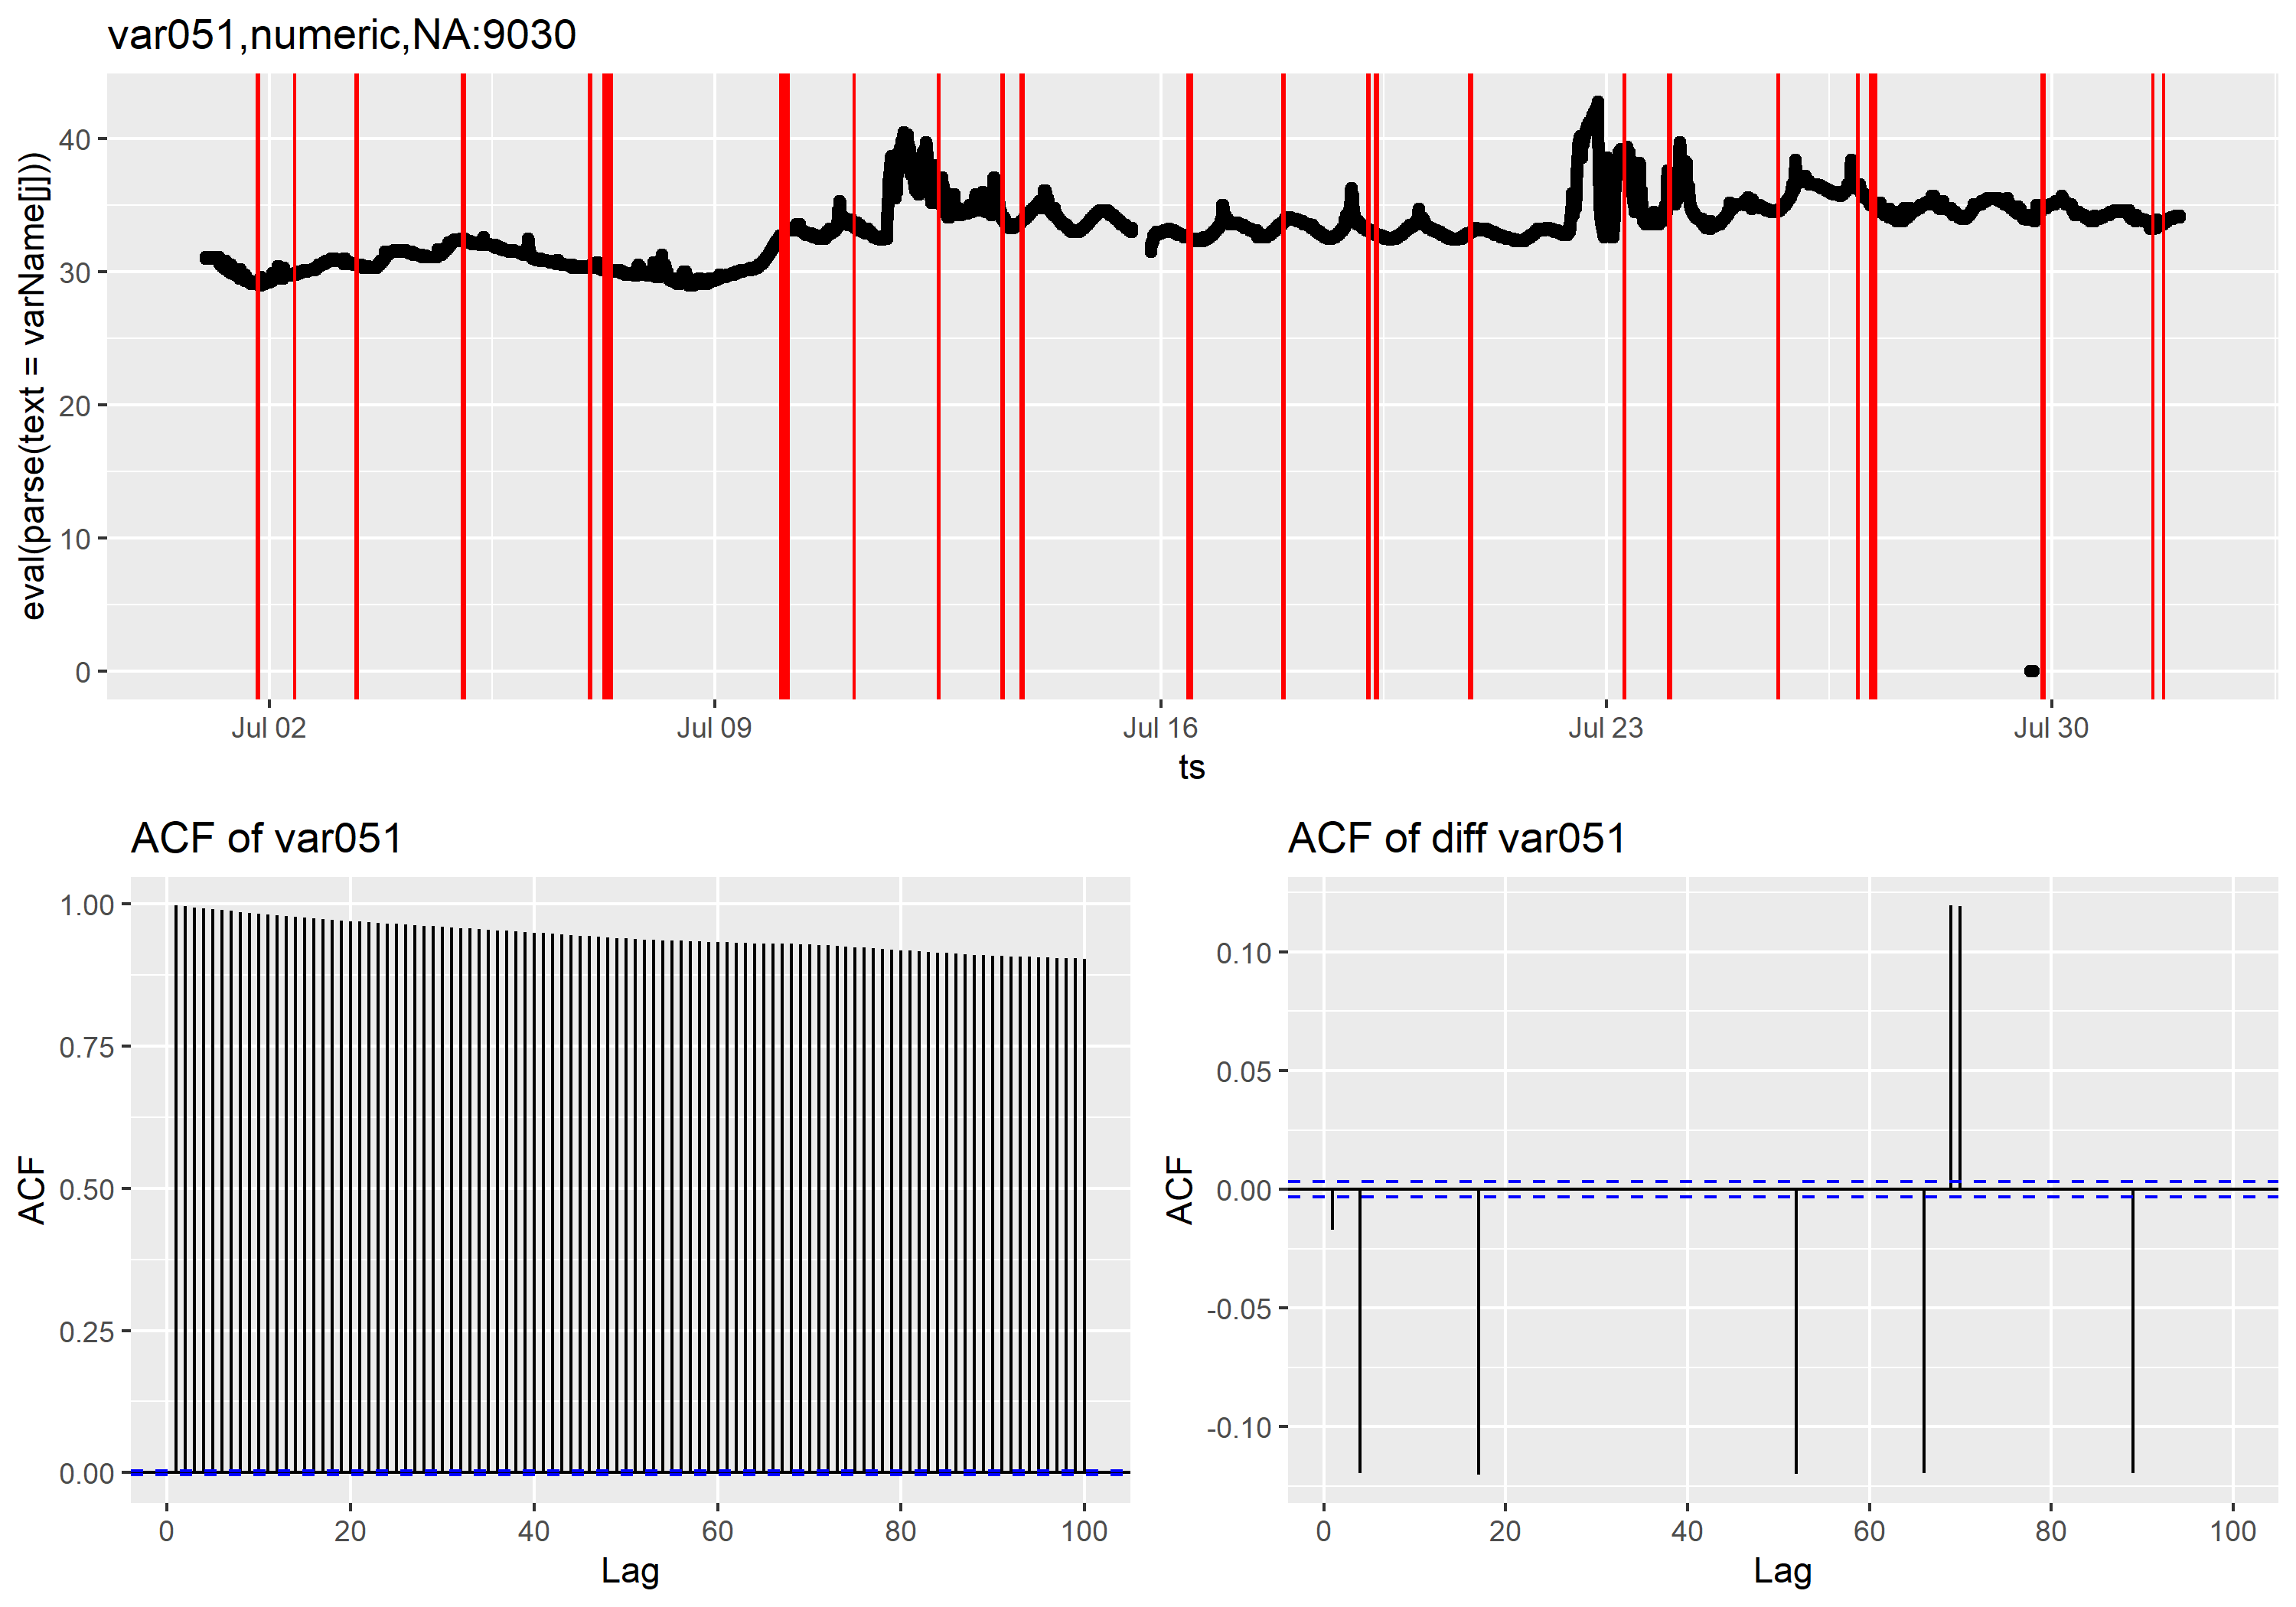 var051,numeric,NA:9030
eval(parse(text = varName[j]))
40
30
20
10
0
Jul 02 Jul 09 Jul 16 Jul 23 Jul 30
ts
ACF of var051
ACF
1.00
0.75
0.50
0.25
0.00
0 20 40 60 80 100
Lag
ACF of diff var051
ACF
0.10
0.05
0.00
-0.05
-0.10
0 20 40 60 80 100
Lag